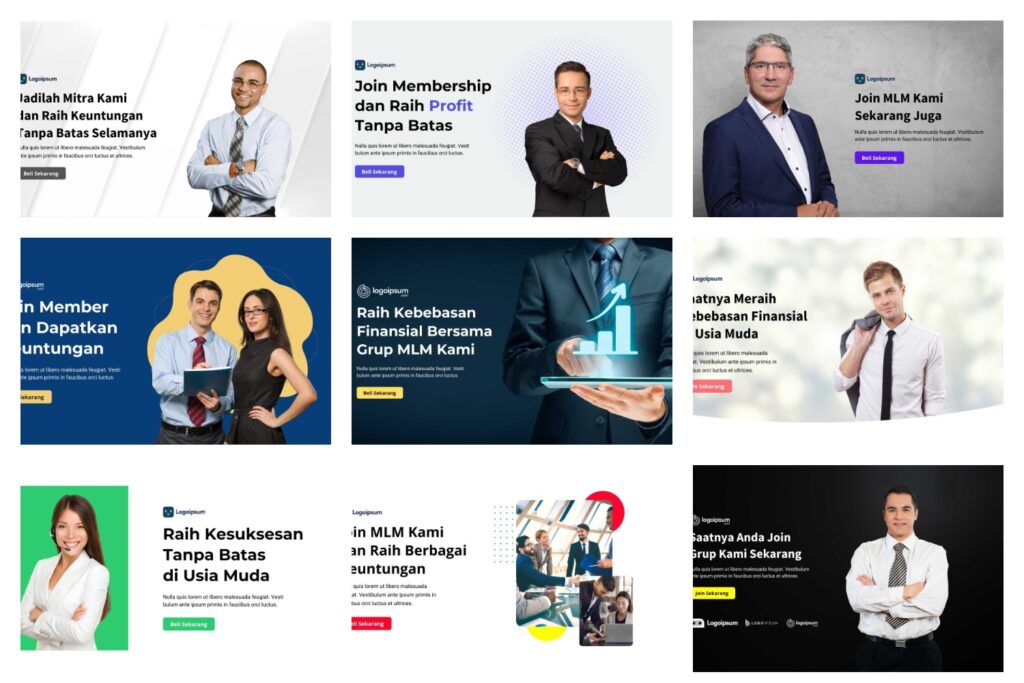 Logoipsum
Jadilah Mitra Kami
dan Raih Keuntungan
Tanpa Batas Selamanya
quis lorem ut libero malesuada feugiat. Vestibulum
ante ipsum primis in faucibus orci luctus et ultrices.
Beli Sekarang
Logoipsum
Join Membership
dan Raih Profit
Tanpa Batas
Nulla quis lorem ut libero malesuada feugiat. Vestibulum
bulum ante ipsum primis in faucibus orci luctus.
Beli Sekarang
Logoipsum
Join MLM Kami
Sekarang Juga
Nulla quis lorem ut libero malesuada feugiat. Vestibulum
ante ipsum primis in faucibus orci luctus et ultrices.
Beli Sekarang
goipsum
in Member
n Dapatkan
euntungan
quis lorem ut libero malesuada feugiat. Vesti
ante ipsum primis in faucibus orci luctus.
Sekarang
logoipsum
Raih Kebebasan
Finansial Bersama
Grup MLM Kami
Nulla quis lorem ut libero malesuada feugiat. Vesti
bulum ante ipsum primis in faucibus orci luctus.
Beli Sekarang
Logoipsum
aatnya Meraih
ebebasan Finansial
Usia Muda
quis lorem ut libero malesuada
feugiat. Vestibulum ante ipsum primis in
faucibus orci luctus et ultrices.
in Sekarang
Logoipsum
Raih Kesuksesan
Tanpa Batas
di Usia Muda
Nulla quis lorem ut libero malesuada feugiat. Vesti
bulum ante ipsum primis in faucibus orci luctus.
Beli Sekarang
Logoipsum
in MLM Kami
an Raih Berbagai
euntungan
quis lorem ut libero malesuada
feugiat. Vestibulum ante ipsum primis in
faucibus orci luctus et ultrices.
eli Sekarang
logoipsum
Saatnya Anda Join
Grup Kami Sekarang
Nulla quis lorem ut libero malesuada feugiat. Vestibulum
ante ipsum primis in faucibus orci luctus et ultrices.
Join Sekarang
Logoipsum LOGOIPSUM logoipsum